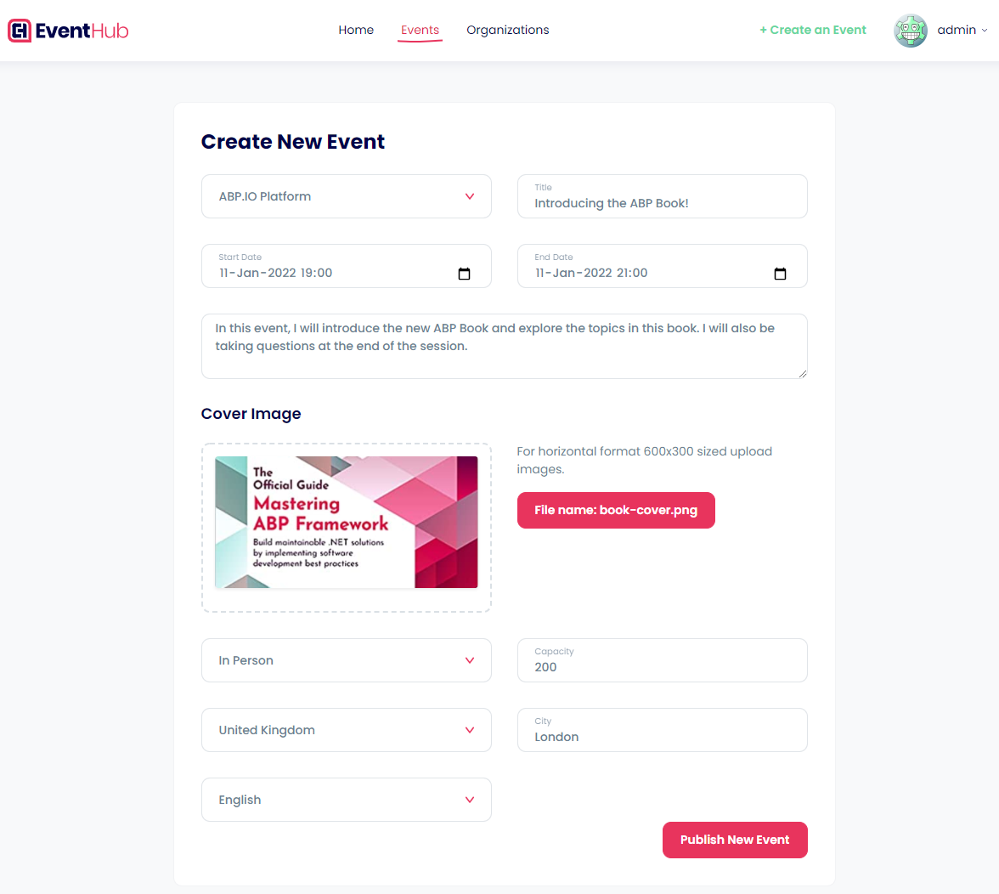 EventHub
Home
Events
Organizations
+ Create an Event
admin
Create New Event
ABP.IO Platform
Title
Introducing the ABP Book!
Start Date
11-Jan-2022 19:00
End Date
11-Jan-2022 21:00
In this event, I will introduce the new ABP Book and explore the topics in this book. I will also be
taking questions at the end of the session.
Cover Image
The
Official Guide
Mastering
ABP Framework
Build maintainable .NET solutions
by implementing software
development best practices
For horizontal format 600x300 sized upload
images.
File name: book-cover.png
In Person
Capacity
200
United Kingdom
City
London
English
Publish New Event